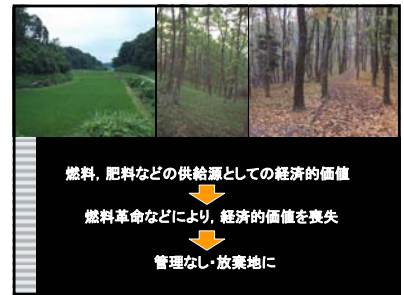 燃料，肥料などの供給源としての経済的価値
燃料革命などにより，経済的価値を喪失
管理なし・放棄地に